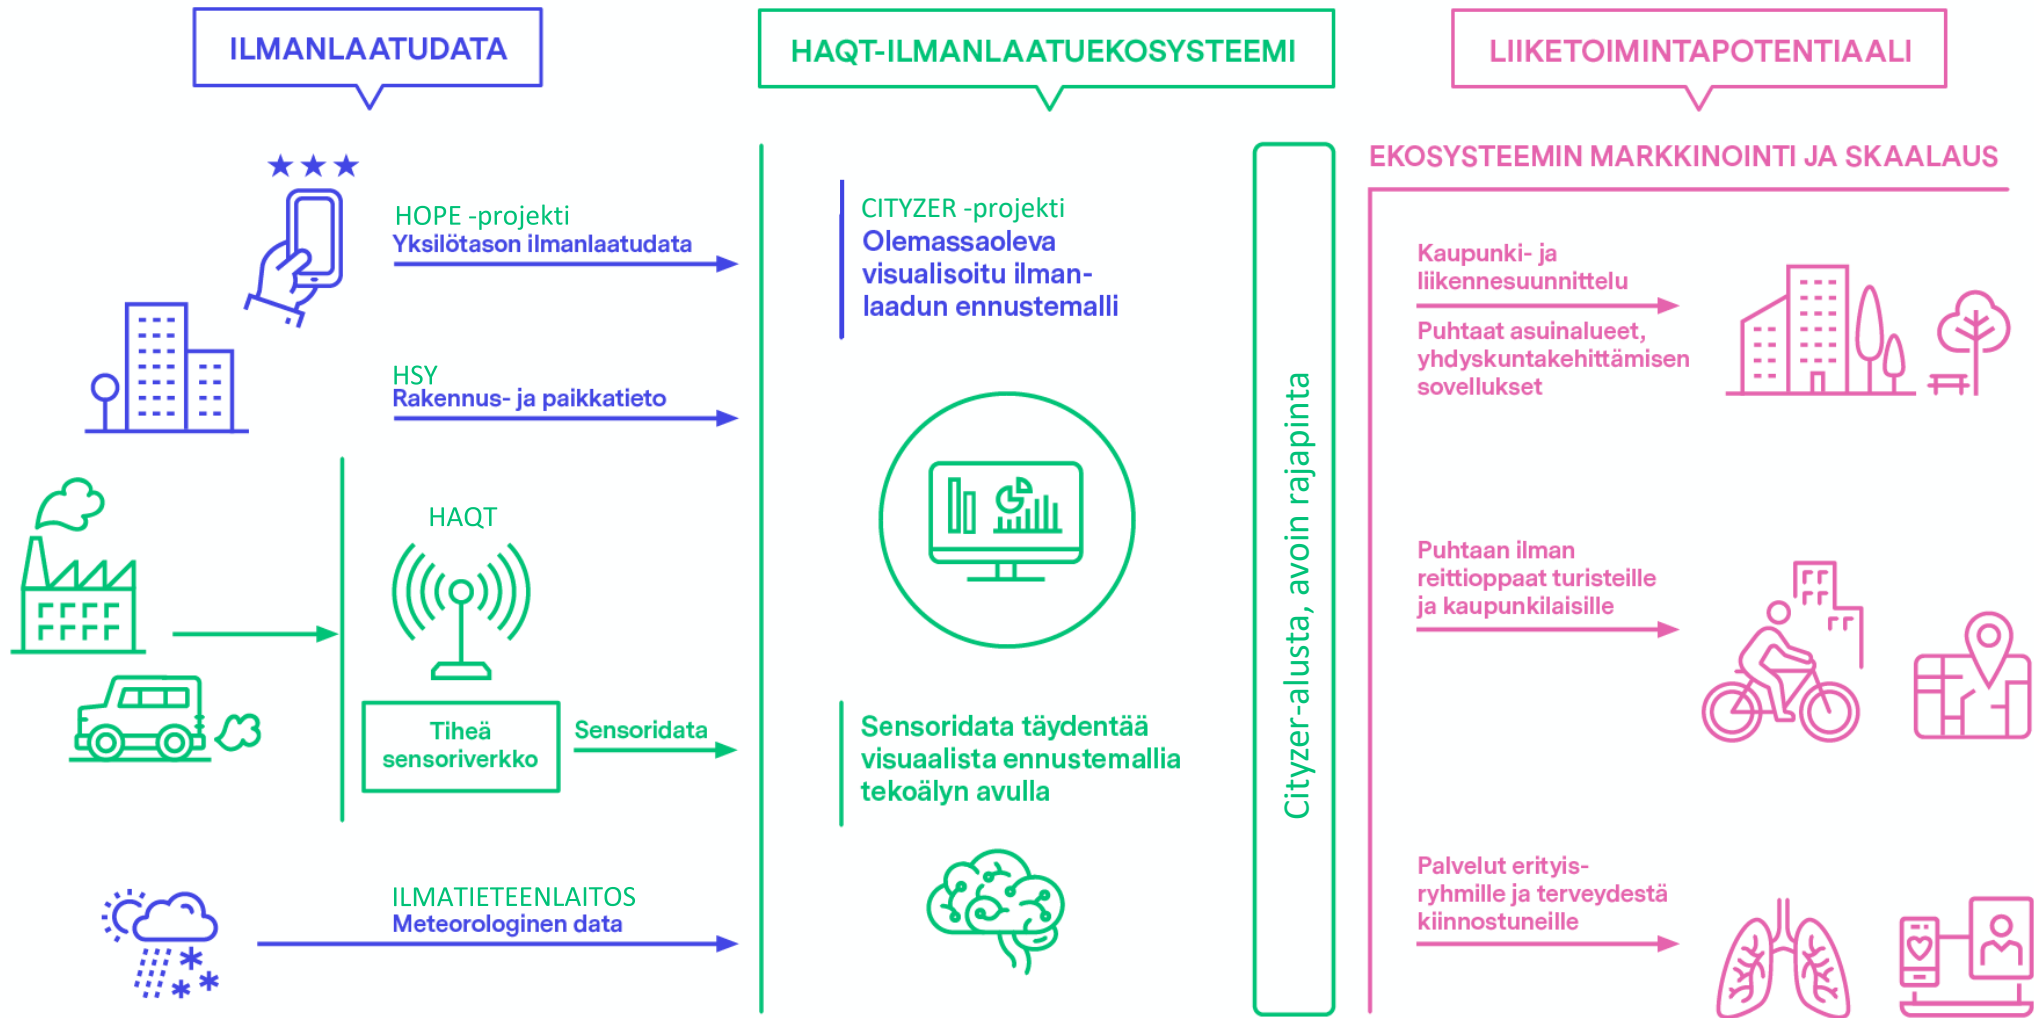 ILMANLAATUDATA
HOPE -projekti
Yksilötason ilmanlaatudata
HSY
Rakennus- ja paikkatieto
HAQT
Tiheä
sensoriverkko
Sensoridata
ILMATIETEENLAITOS
Meteorologinen data
HAQT-ILMANLAATUEKOSYSTEEMI
CITYZER -projekti
Olemassaoleva
visualisoitu ilman-
laadun ennustemalli
Sensoridata täydentää
visuaalista ennustemallia
tekoälyn avulla
Cityzer-alusta, avoin rajapinta
LIIKETOIMINTAPOTENTIAALI
EKOSYSTEEMIN MARKKINOINTI JA SKAALAUS
Kaupunki- ja
liikennesuunnittelu
Puhtaat asuinalueet,
yhdyskuntakehittämisen
sovellukset
Puhtaan ilman
reittioppaat turisteille
ja kaupunkilaisille
Palvelut erityis-
ryhmille ja terveydestä
kiinnostuneille